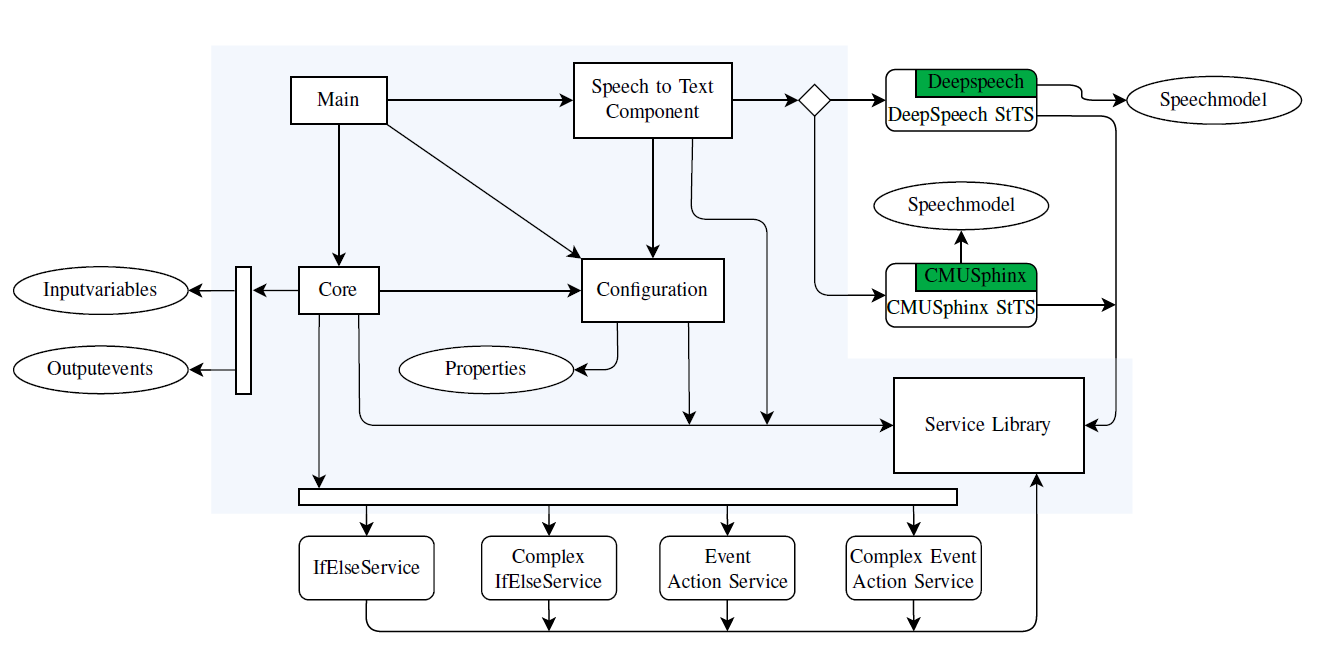 Main
Speech to Text
Component
Deepspeech
DeepSpeech StTS
Speechmodel
Speechmodel
CMUSphinx
CMUSphinx StTS
Inputvariables
Core
Configuration
Outputevents
Properties
Service Library
IfElseService
Complex
IfElseService
Event
Action Service
Complex Event
Action Service